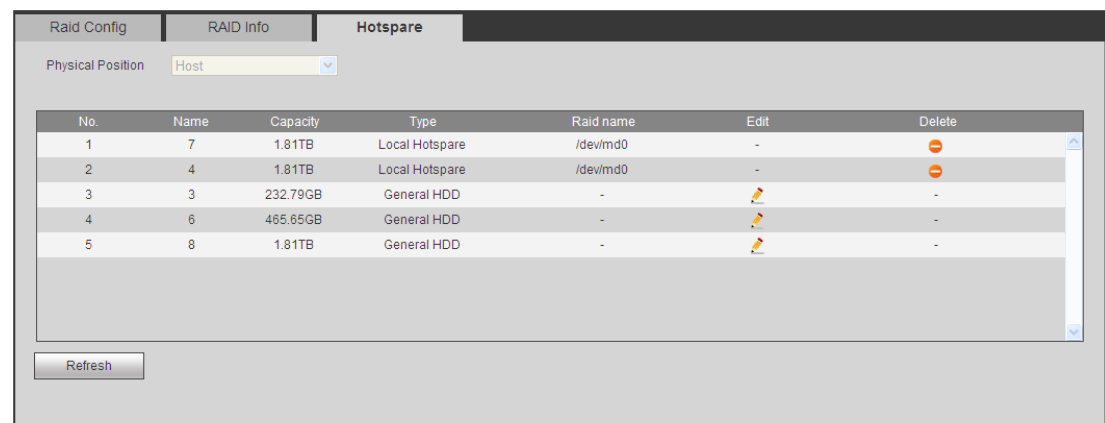 Raid Config RAID Info Hotspare
Physical Position Host
No. Name Capacity Type Raid name Edit Delete
1 7 1.81TB Local Hotspare /dev/md0 -
2 4 1.81TB Local Hotspare /dev/md0 -
3 3 232.79GB General HDD - -
4 6 465.65GB General HDD - -
5 8 1.81TB General HDD - -
Refresh